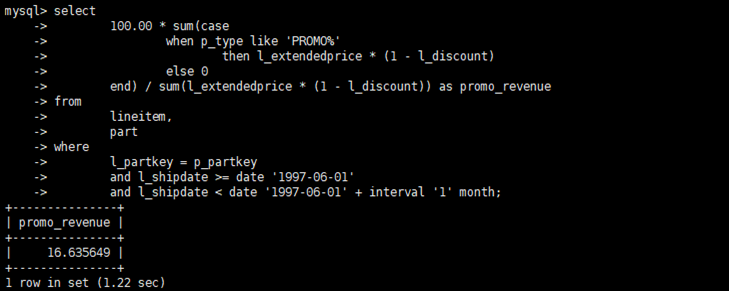 mysql> select
    ->         100.00 * sum(case
    ->                 when p_type like 'PROMO%'
    ->                         then l_extendedprice * (1 - l_discount)
    ->                 else 0
    ->         end) / sum(l_extendedprice * (1 - l_discount)) as promo_revenue
    -> from
    ->         lineitem,
    ->         part
    -> where
    ->         l_partkey = p_partkey
    ->         and l_shipdate >= date '1997-06-01'
    ->         and l_shipdate < date '1997-06-01' + interval '1' month;
+---------------+
| promo_revenue |
+---------------+
|     16.635649 |
+---------------+
1 row in set (1.22 sec)